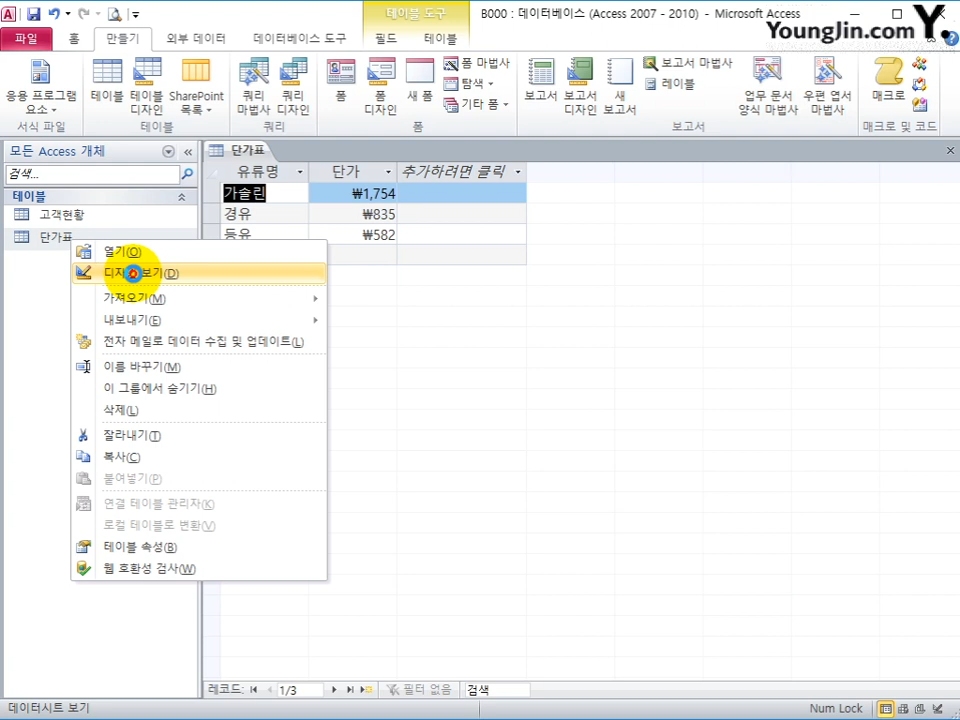 테이블 도구
B000 : 데이터베이스 (Access 2007 - 2010) - Microsoft Access
YoungJin.com Y.
파일 홈 만들기 외부 데이터 데이터베이스 도구 필드 테이블
응용 프로그램 요소
테이블
테이블 디자인
SharePoint 목록
쿼리 마법사
쿼리 디자인
폼
폼 디자인
새 폼
폼 마법사
탐색
기타 폼
보고서
보고서 디자인
새 보고서
보고서 마법사
레이블
업무 문서 양식 마법사
우편 엽서 마법사
매크로
서식 파일 테이블 쿼리 폼 보고서 매크로 및 코드
모든 Access 개체
검색...
테이블
고객현황
단가표
단가표
유류명 단가 추가하려면 클릭
가솔린 ₩1,754
경유 ₩835
등유 ₩582
열기(O)
보기(D)
가져오기(M)
내보내기(E)
전자 메일로 데이터 수집 및 업데이트(L)
이름 바꾸기(M)
이 그룹에서 숨기기(H)
삭제(L)
잘라내기(T)
복사(C)
붙여넣기(P)
연결 테이블 관리자(K)
로컬 테이블로 변환(V)
테이블 속성(B)
웹 호환성 검사(W)
레코드: 1/3 필터 없음 검색
데이터시트 보기 Num Lock